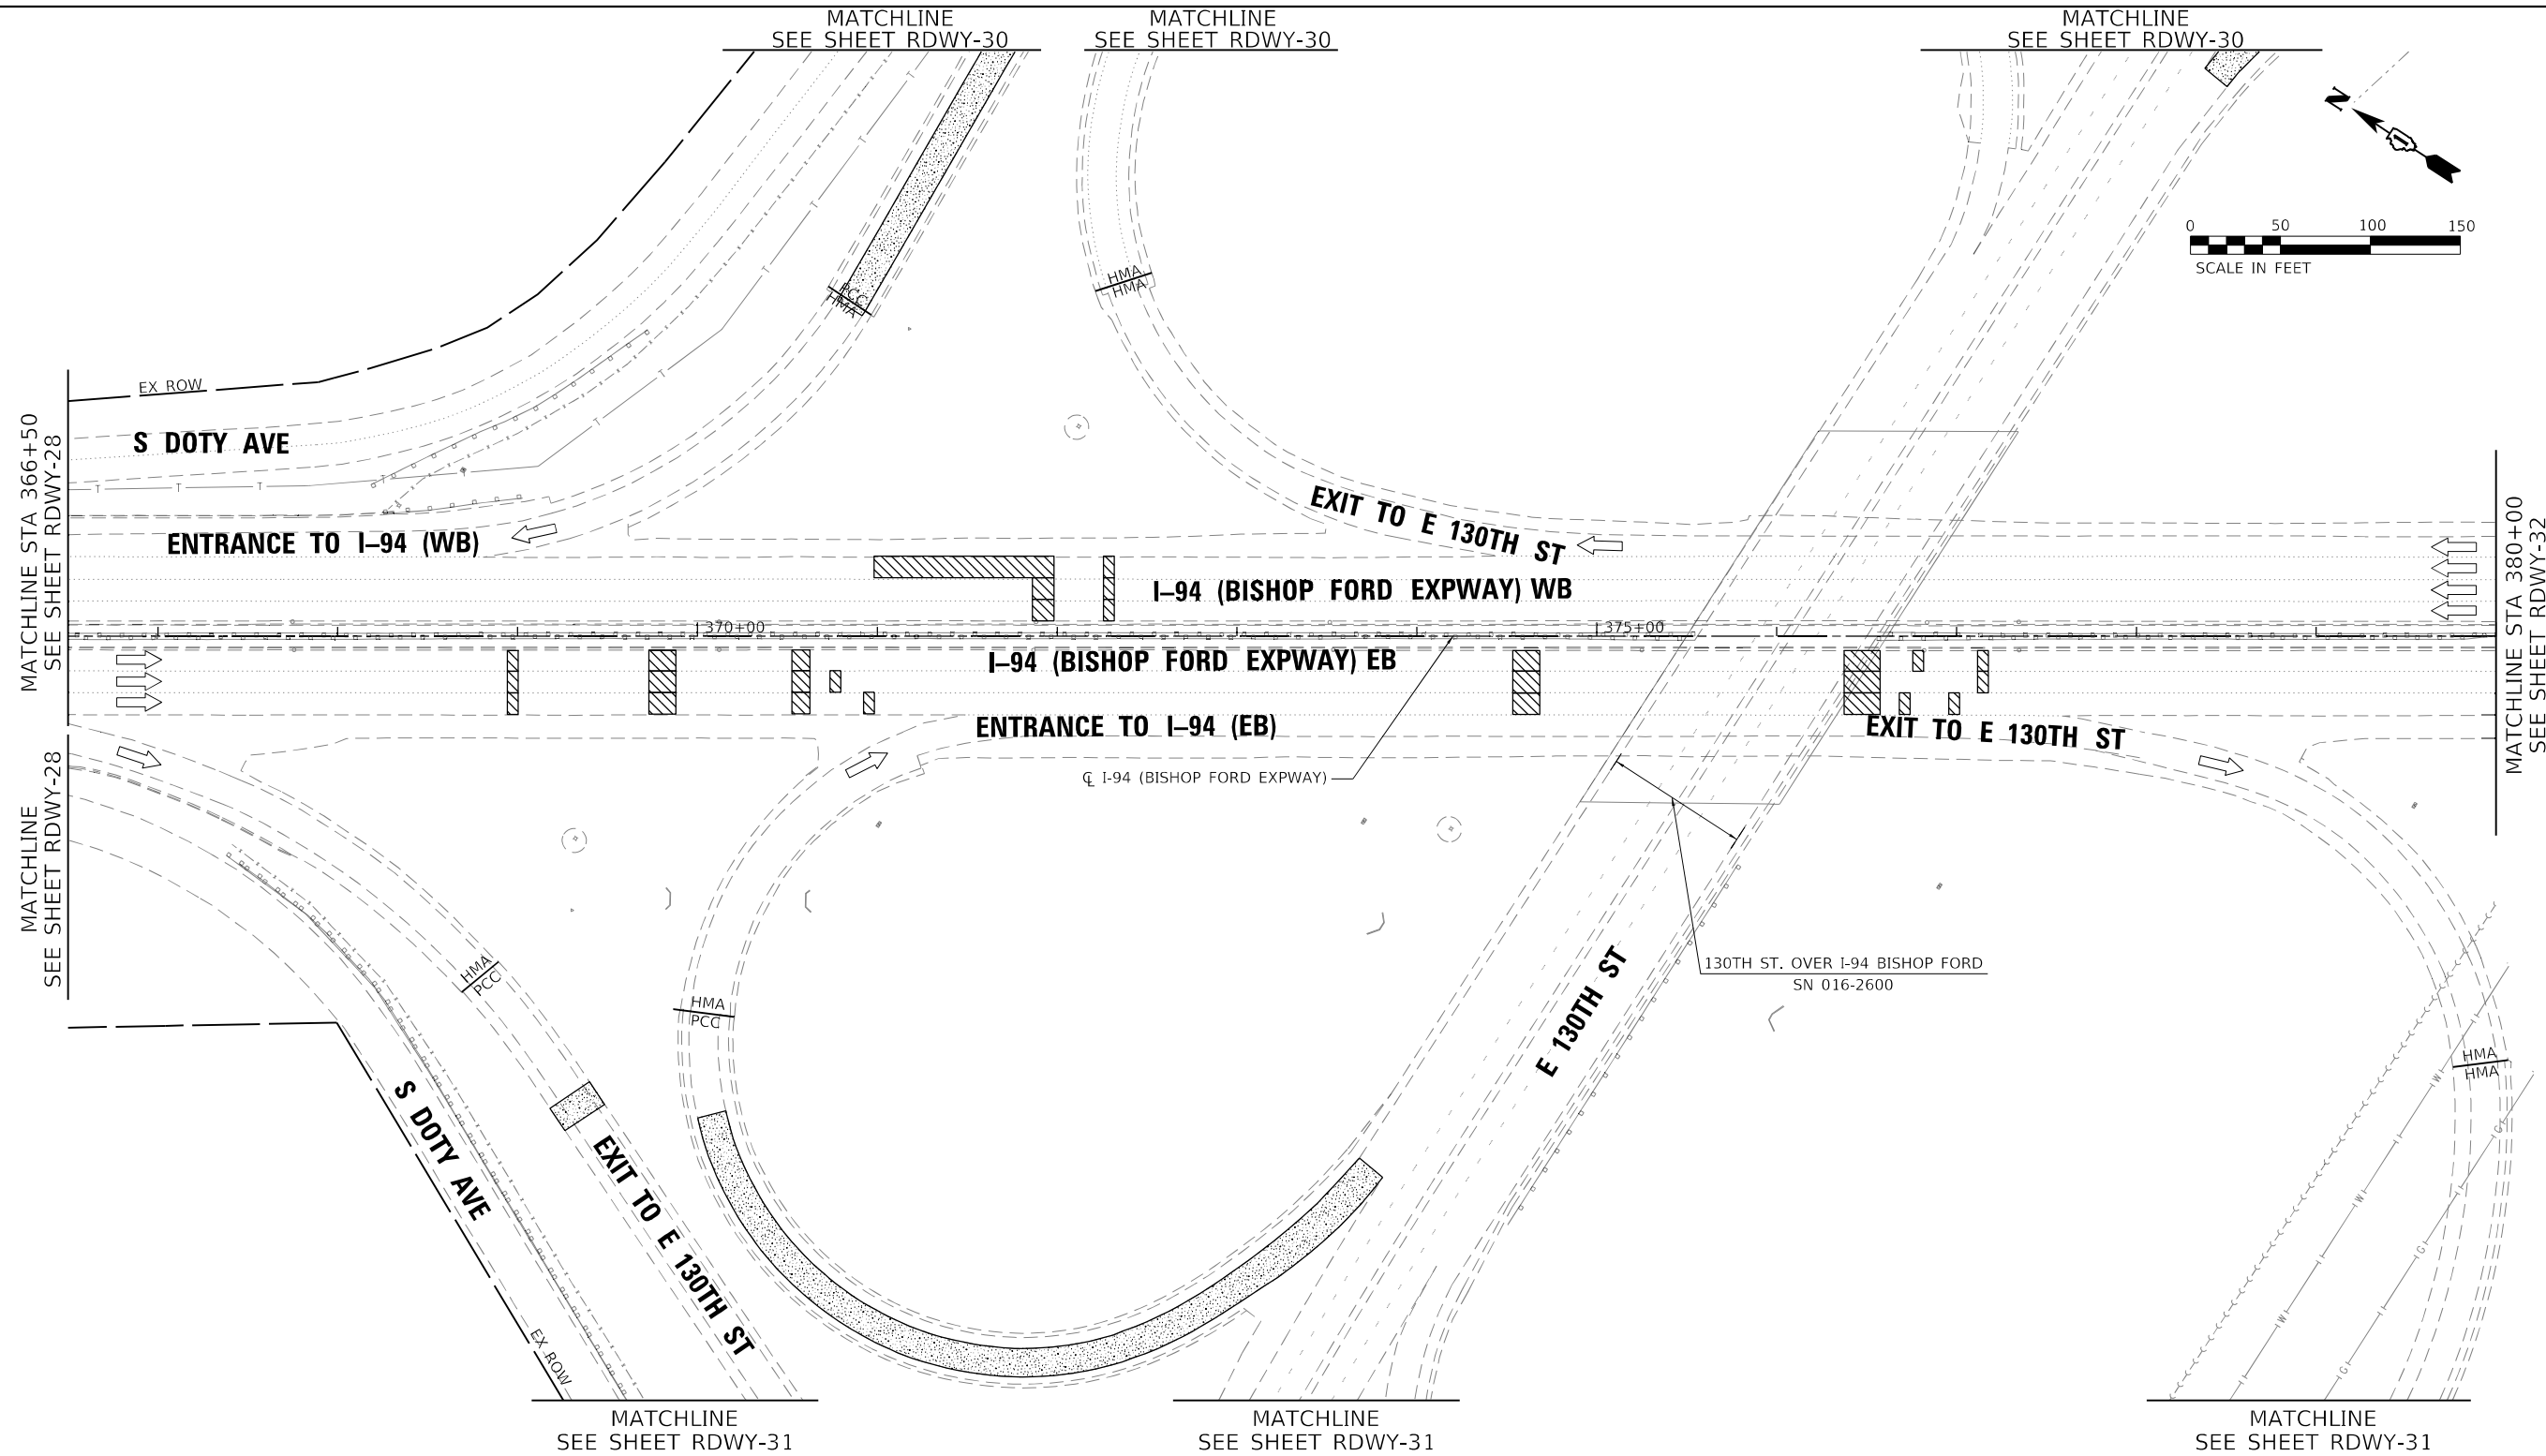 MATCHLINE
SEE SHEET RDWY-30
MATCHLINE
SEE SHEET RDWY-30
MATCHLINE
SEE SHEET RDWY-30
N
0 50 100 150
SCALE IN FEET
HMA
HMA
PCC
HMA
EX ROW
MATCHLINE STA 366+50
SEE SHEET RDWY-28
S DOTY AVE
T T T T T T T T T
ENTRANCE TO I–94 (WB)
EXIT TO E 130TH ST
I–94 (BISHOP FORD EXPWAY) WB
MATCHLINE STA 380+00
SEE SHEET RDWY-32
370+00
375+00
I–94 (BISHOP FORD EXPWAY) EB
ENTRANCE TO I–94 (EB)
EXIT TO E 130TH ST
℄ I-94 (BISHOP FORD EXPWAY)
MATCHLINE
SEE SHEET RDWY-28
HMA
PCC
HMA
PCC
130TH ST. OVER I-94 BISHOP FORD
SN 016-2600
E 130TH ST
HMA
HMA
S DOTY AVE
EXIT TO E 130TH ST
W W W W
G G G
EX ROW
MATCHLINE
SEE SHEET RDWY-31
MATCHLINE
SEE SHEET RDWY-31
MATCHLINE
SEE SHEET RDWY-31